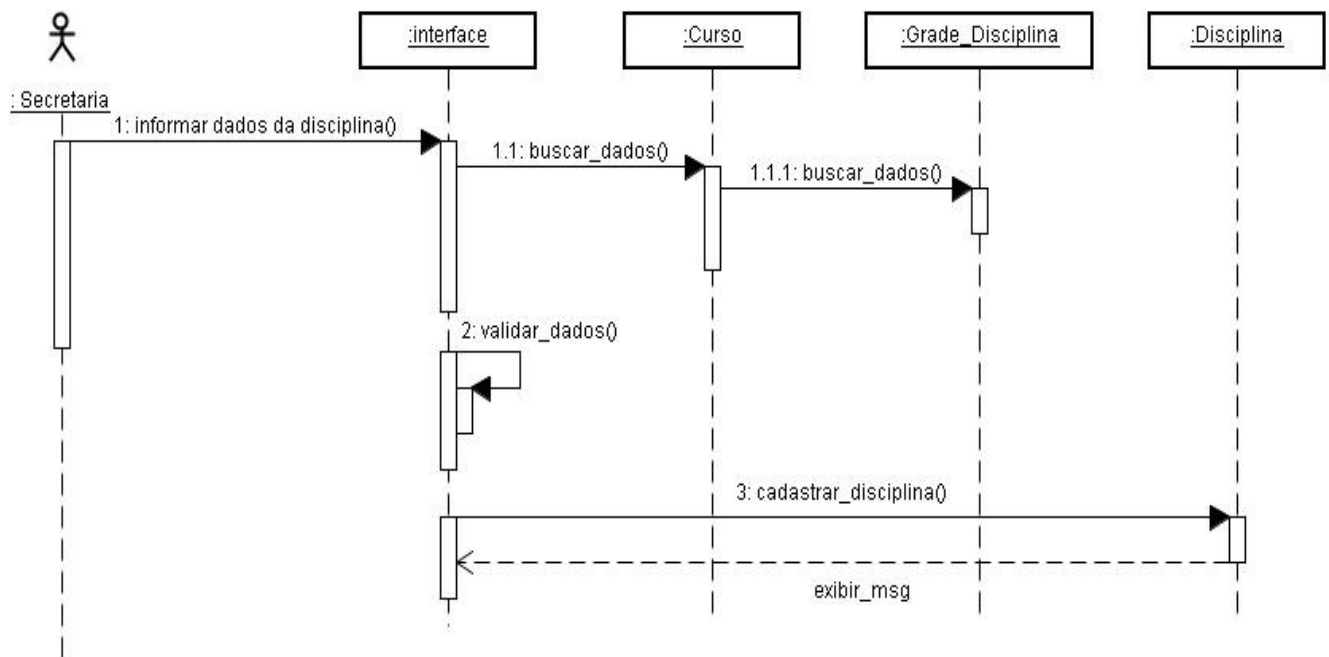 :interface
:Curso
:Grade_Disciplina
:Disciplina
: Secretaria
1: informar dados da disciplina()
1.1: buscar_dados()
1.1.1: buscar_dados()
2: validar_dados()
3: cadastrar_disciplina()
exibir_msg